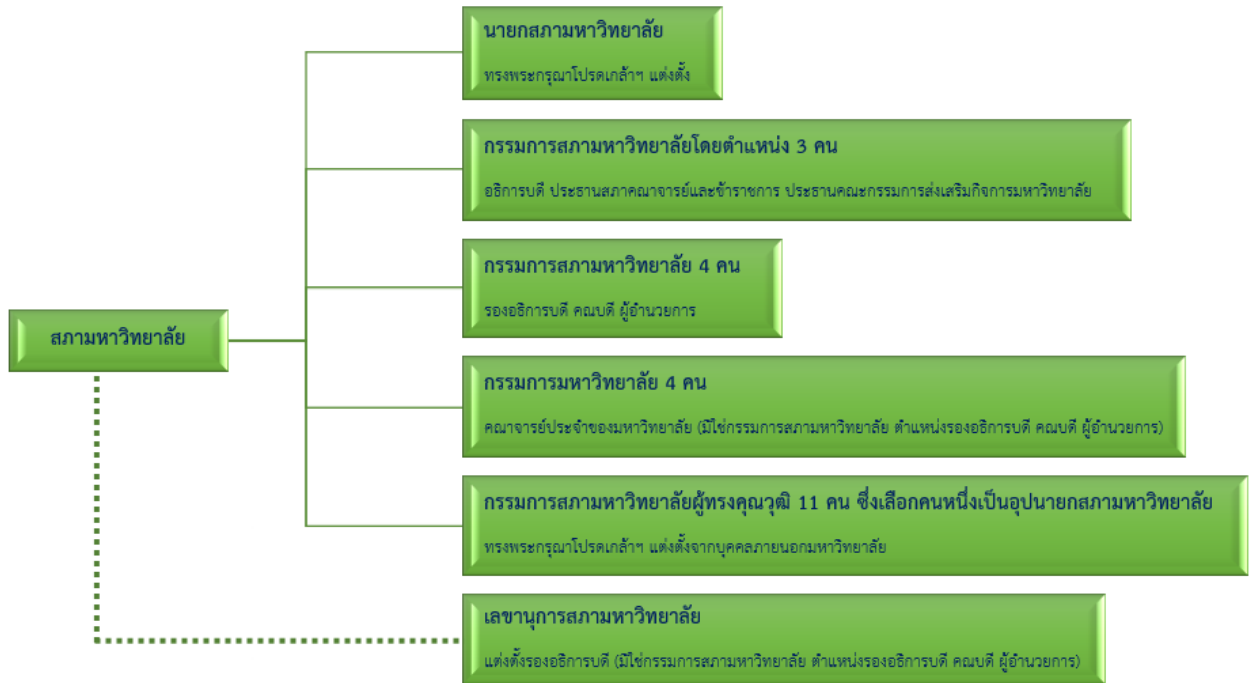 นายกสภามหาวิทยาลัย
ทรงพระกรุณาโปรดเกล้าฯ แต่งตั้ง
กรรมการสภามหาวิทยาลัยโดยตำแหน่ง 3 คน
อธิการบดี ประธานสภาคณาจารย์และข้าราชการ ประธานคณะกรรมการส่งเสริมกิจการมหาวิทยาลัย
กรรมการสภามหาวิทยาลัย 4 คน
รองอธิการบดี คณบดี ผู้อำนวยการ
สภามหาวิทยาลัย
กรรมการมหาวิทยาลัย 4 คน
คณาจารย์ประจำของมหาวิทยาลัย (มิใช่กรรมการสภามหาวิทยาลัย ตำแหน่งรองอธิการบดี คณบดี ผู้อำนวยการ)
กรรมการสภามหาวิทยาลัยผู้ทรงคุณวุฒิ 11 คน ซึ่งเลือกคนหนึ่งเป็นอุปนายกสภามหาวิทยาลัย
ทรงพระกรุณาโปรดเกล้าฯ แต่งตั้งจากบุคคลภายนอกมหาวิทยาลัย
เลขานุการสภามหาวิทยาลัย
แต่งตั้งรองอธิการบดี (มิใช่กรรมการสภามหาวิทยาลัย ตำแหน่งรองอธิการบดี คณบดี ผู้อำนวยการ)